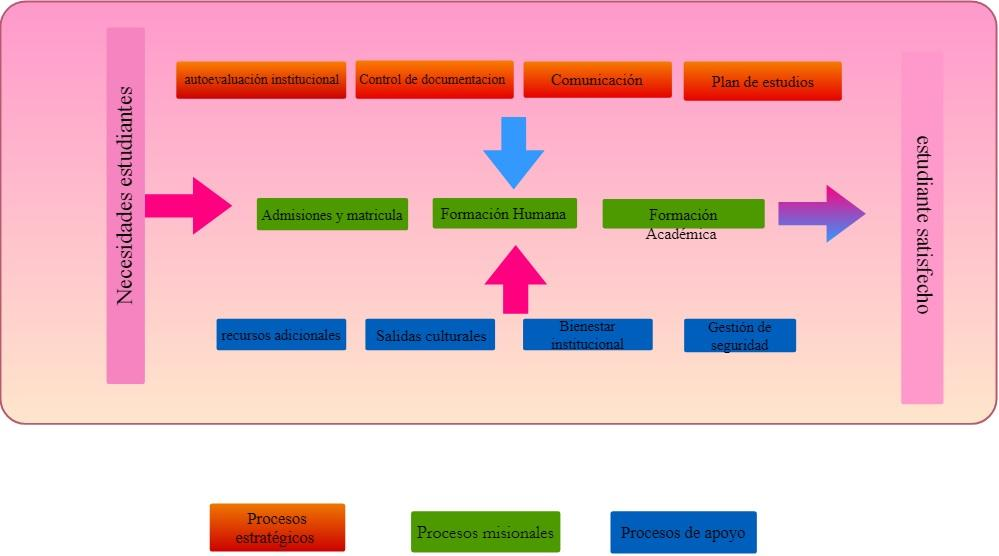 Necesidades estudiantes
autoevaluación institucional
Control de documentacion
Comunicación
Plan de estudios
Admisiones y matricula
Formación Humana
Formación
Académica
recursos adicionales
Salidas culturales
Bienestar
institucional
Gestión de
seguridad
estudiante satisfecho
Procesos
estratégicos
Procesos misionales
Procesos de apoyo